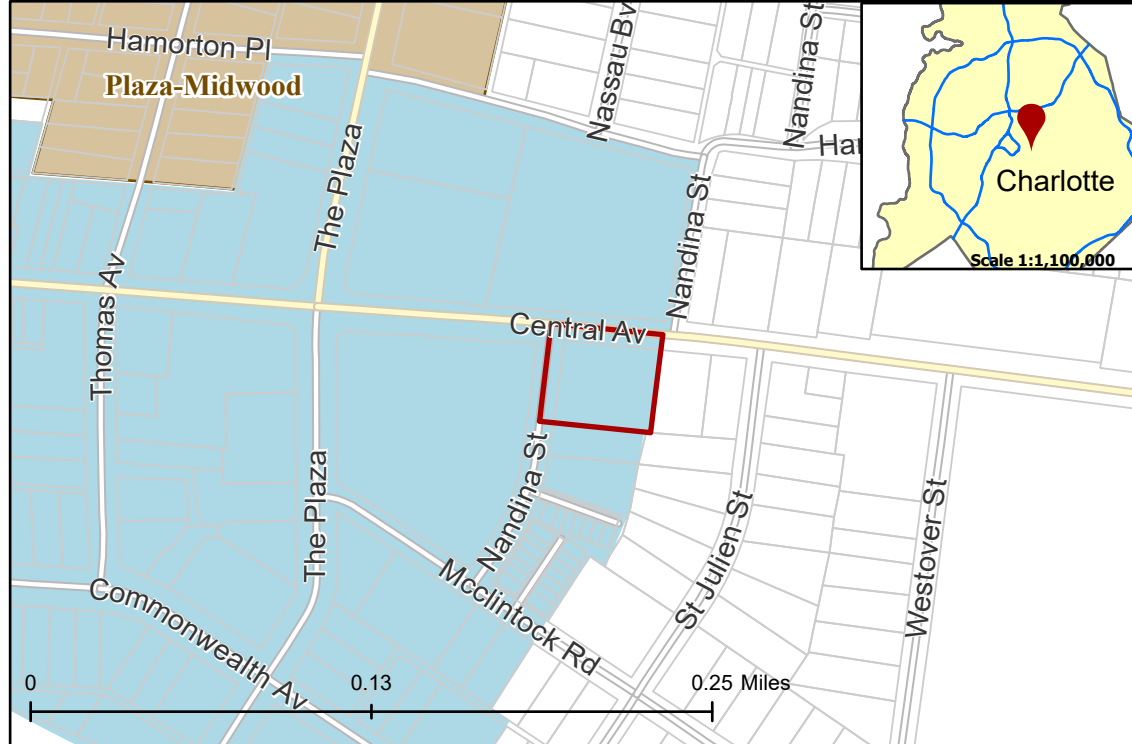 Hamorton Pl
Plaza-Midwood
The Plaza
Nassau Bv
Nandina St
Ha
Nandina St
Charlotte
Scale 1:1,100,000
Thomas Av
Central Av
The Plaza
Nandina St
Mcclintock Rd
St Julien St
Westover St
Commonwealth Av
0
0.13
0.25 Miles